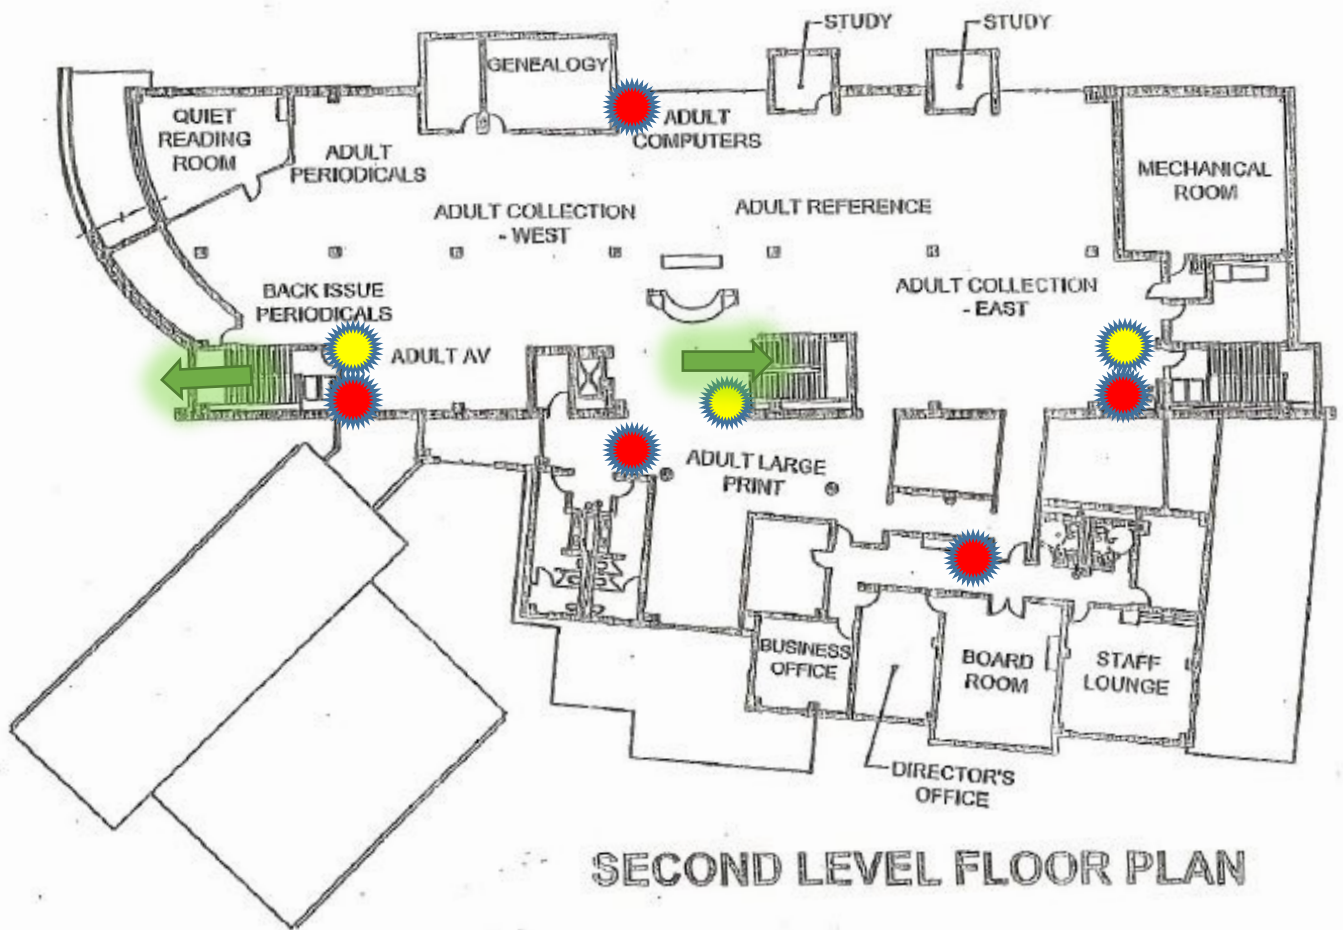 STUDY
STUDY
GENEALOGY
QUIET
READING
ROOM
ADULT
COMPUTERS
ADULT
PERIODICALS
MECHANICAL
ROOM
ADULT COLLECTION
- WEST
ADULT REFERENCE
BACK ISSUE
PERIODICALS
ADULT COLLECTION
- EAST
ADULT AV
ADULT LARGE
PRINT
BUSINESS
OFFICE
BOARD
ROOM
STAFF
LOUNGE
DIRECTOR'S
OFFICE
SECOND LEVEL FLOOR PLAN